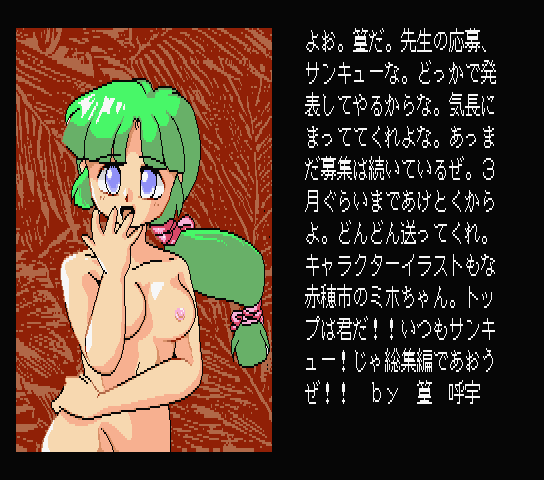 よお。篁だ。先生の応募、
サンキューな。どっかで発
表してやるからな。気長に
まっててくれよな。あっま
だ募集は続いているぜ。３
月ぐらいまであけとくから
よ。どんどん送ってくれ。
キャラクターイラストもな
赤穂市のミホちゃん。トッ
プは君だ！！いつもサンキ
ュー！じゃ総集編であおう
ぜ！！　ｂｙ　篁　呼宇